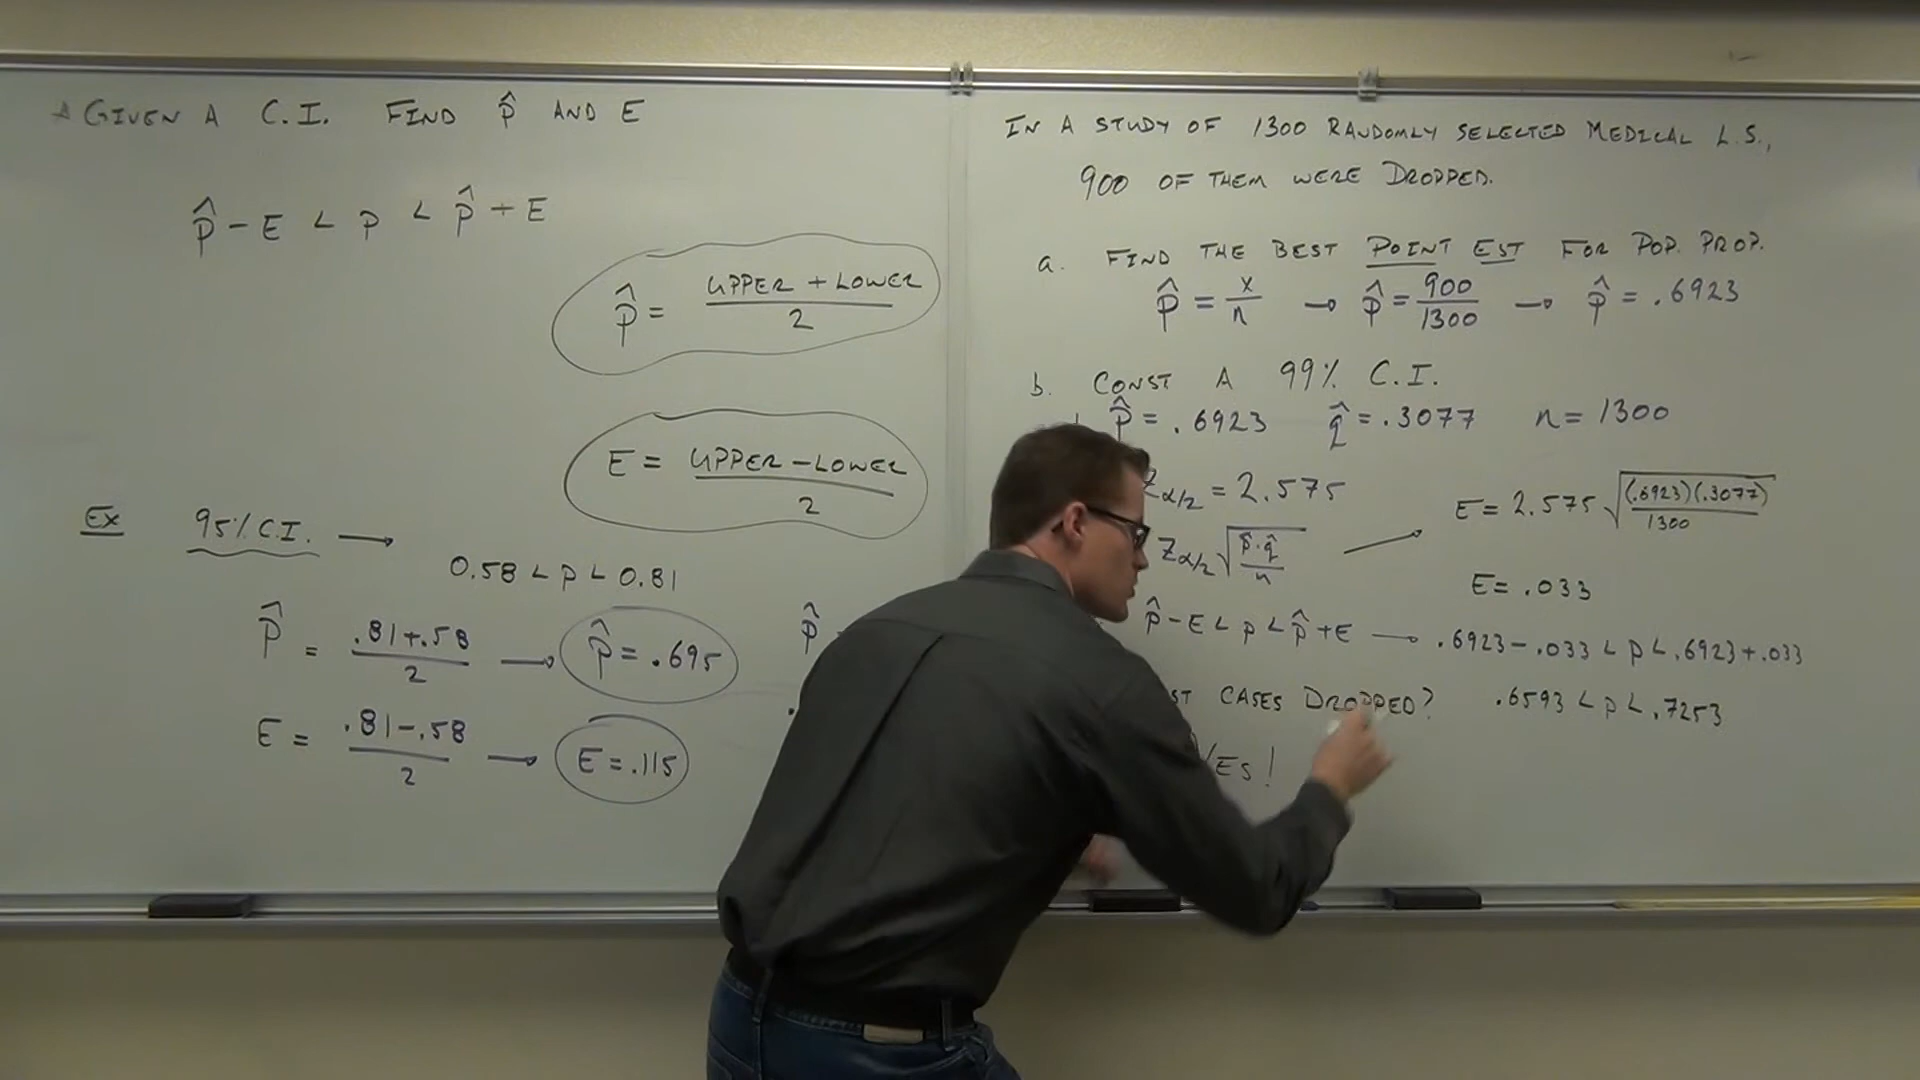 GIVEN A C.I. FIND p̂ AND E
p̂ - E < p < p̂ + E
p̂ = UPPER + LOWER / 2
E = UPPER - LOWER / 2
Ex 95% C.I. →
0.58 < p < 0.81
p̂ = .81+.58 / 2 → p̂ = .695
E = .81-.58 / 2 → E = .115
p̂
IN A STUDY OF 1300 RANDOMLY SELECTED MEDICAL L.S.,
900 OF THEM WERE DROPPED.
a. FIND THE BEST POINT EST FOR POP. PROP.
p̂ = x/n → p̂ = 900/1300 → p̂ = .6923
b. CONST A 99% C.I.
p̂ = .6923 q̂ = .3077 n = 1300
Zα/2 = 2.575
Zα/2 √(p̂·q̂/n) → E = 2.575 √((.6923)(.3077)/1300)
E = .033
p̂ - E < p < p̂ + E → .6923 - .033 < p < .6923 + .033
CASES DROPPED? .6593 < p < .7253
YES!